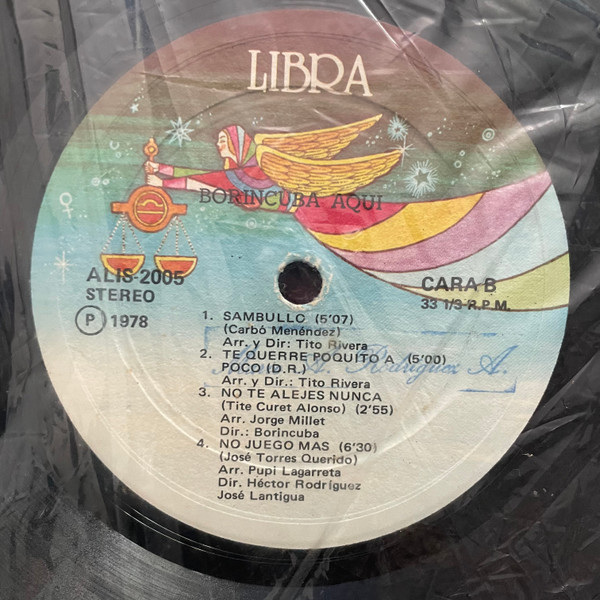 LIBRA
BORINCUBA AQUI
ALIS-2005
STEREO
P 1978
CARA B
33 1/3 R.P.M.
1. SAMBULLO (5'07)
(Carbó Menéndez)
Arr. y Dir: Tito Rivera
2. TE QUERRE POQUITO A (5'00)
POCO (D.R.)
Arr. y Dir.: Tito Rivera
3. NO TE ALEJES NUNCA
(Tite Curet Alonso) (2'55)
Arr. Jorge Millet
Dir.: Borincuba
4. NO JUEGO MAS (6'30)
(José Torres Querido)
Arr. Pupi Lagarreta
Dir. Héctor Rodríguez
José Lantigua
A. Rodriguez A.